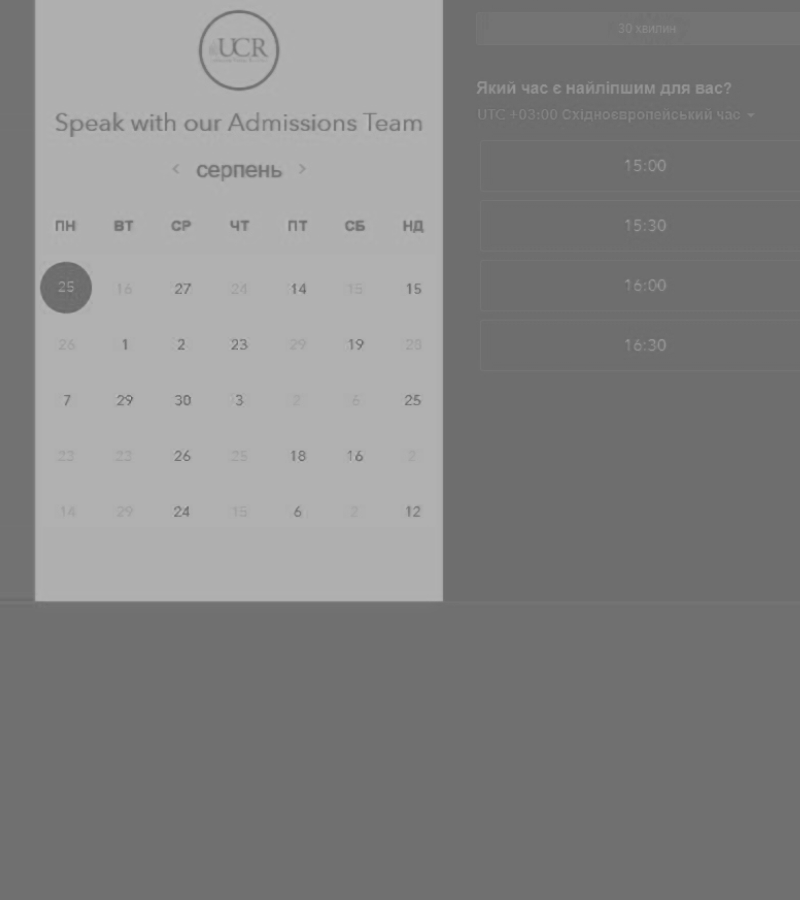 UCR
Speak with our Admissions Team
серпень
ПН ВТ СР ЧТ ПТ СБ НД
25 16 27 24 14 15 15
26 1 2 23 29 19 28
7 29 30 3 2 6 25
23 23 26 25 18 16 2
14 29 24 15 6 2 12
30 хвилин
Який час є найліпшим для вас?
UTC +03:00 Східноєвропейський час
15:00
15:30
16:00
16:30